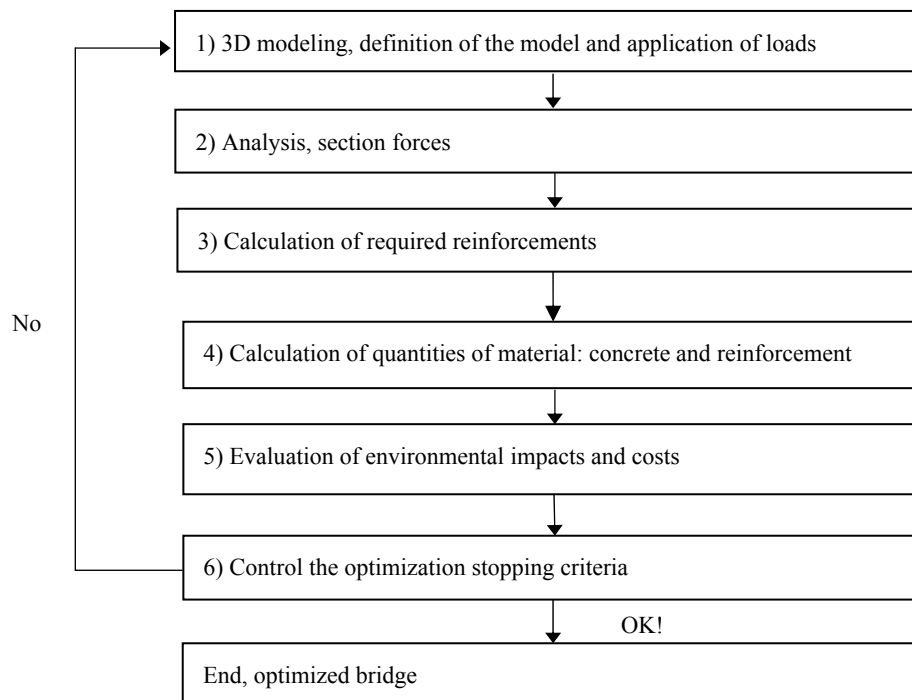 1) 3D modeling, definition of the model and application of loads
2) Analysis, section forces
3) Calculation of required reinforcements
No
4) Calculation of quantities of material: concrete and reinforcement
5) Evaluation of environmental impacts and costs
6) Control the optimization stopping criteria
OK!
End, optimized bridge